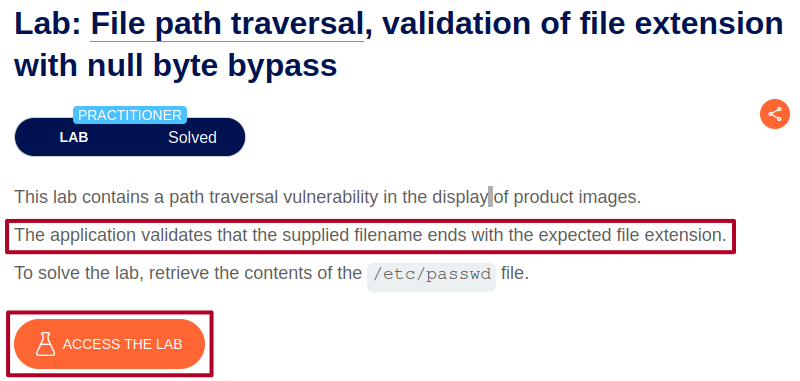 Lab: File path traversal, validation of file extension
with null byte bypass
PRACTITIONER
LAB Solved
This lab contains a path traversal vulnerability in the display of product images.
The application validates that the supplied filename ends with the expected file extension.
To solve the lab, retrieve the contents of the /etc/passwd file.
ACCESS THE LAB